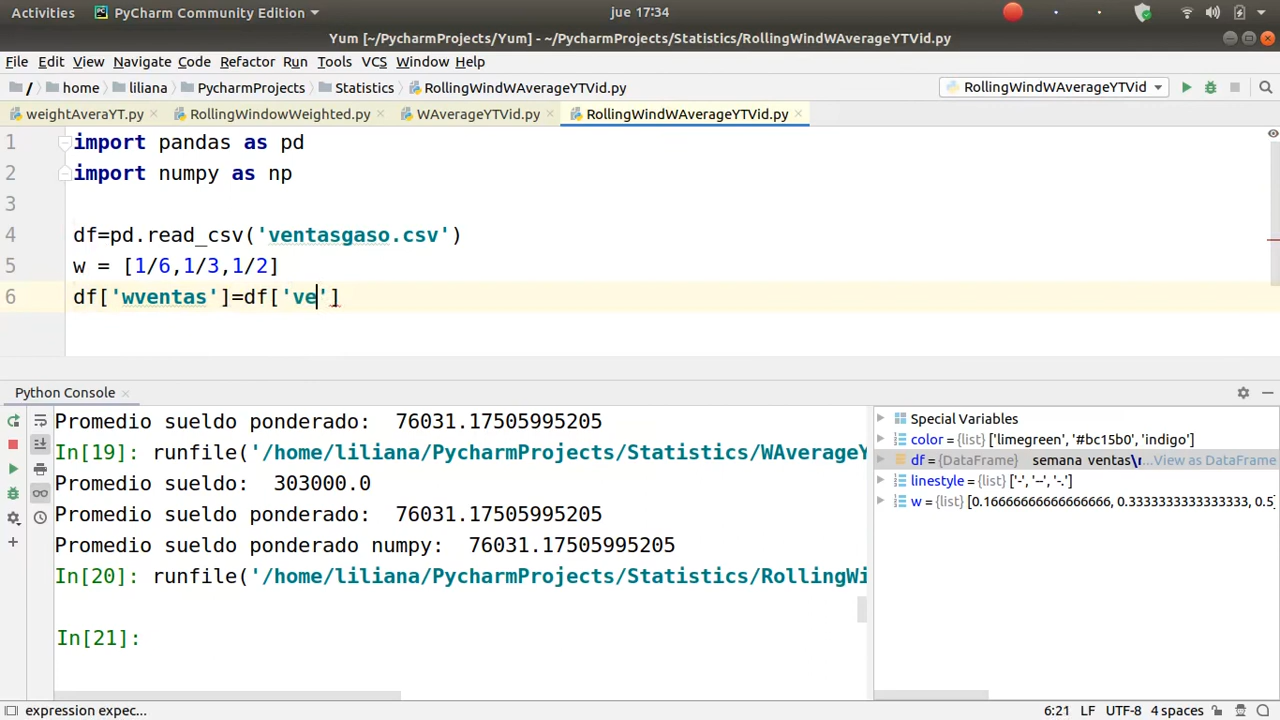 Activities PyCharm Community Edition jue 17:34
Yum [~/PycharmProjects/Yum] - ~/PycharmProjects/Statistics/RollingWindWAverageYTVid.py
File Edit View Navigate Code Refactor Run Tools VCS Window Help
/ home liliana PycharmProjects Statistics RollingWindWAverageYTVid.py RollingWindWAverageYTVid
weightAveraYT.py RollingWindowWeighted.py WAverageYTVid.py RollingWindWAverageYTVid.py
1 import pandas as pd
2 import numpy as np
3
4 df=pd.read_csv('ventasgaso.csv')
5 w = [1/6,1/3,1/2]
6 df['wventas']=df['ve']
Python Console
Promedio sueldo ponderado:  76031.17505995205
In[19]: runfile('/home/liliana/PycharmProjects/Statistics/WAverageY
Promedio sueldo:  303000.0
Promedio sueldo ponderado:  76031.17505995205
Promedio sueldo ponderado numpy:  76031.17505995205
In[20]: runfile('/home/liliana/PycharmProjects/Statistics/RollingWi
In[21]:
Special Variables
color = {list} ['limegreen', '#bc15b0', 'indigo']
df = {DataFrame} semana ventas\r...View as DataFrame
linestyle = {list} ['-', '--', '-.']
w = {list} [0.16666666666666666, 0.3333333333333333, 0.5]
expression expec... 6:21 LF UTF-8 4 spaces